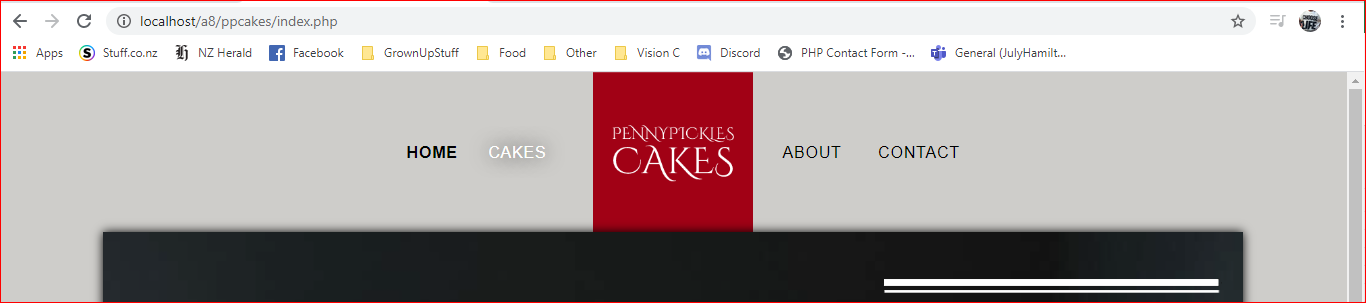 localhost/a8/ppcakes/index.php
Apps Stuff.co.nz NZ Herald Facebook GrownUpStuff Food Other Vision C Discord PHP Contact Form -... General (JulyHamilt...
HOME CAKES
PENNYPICKLES
CAKES
ABOUT CONTACT